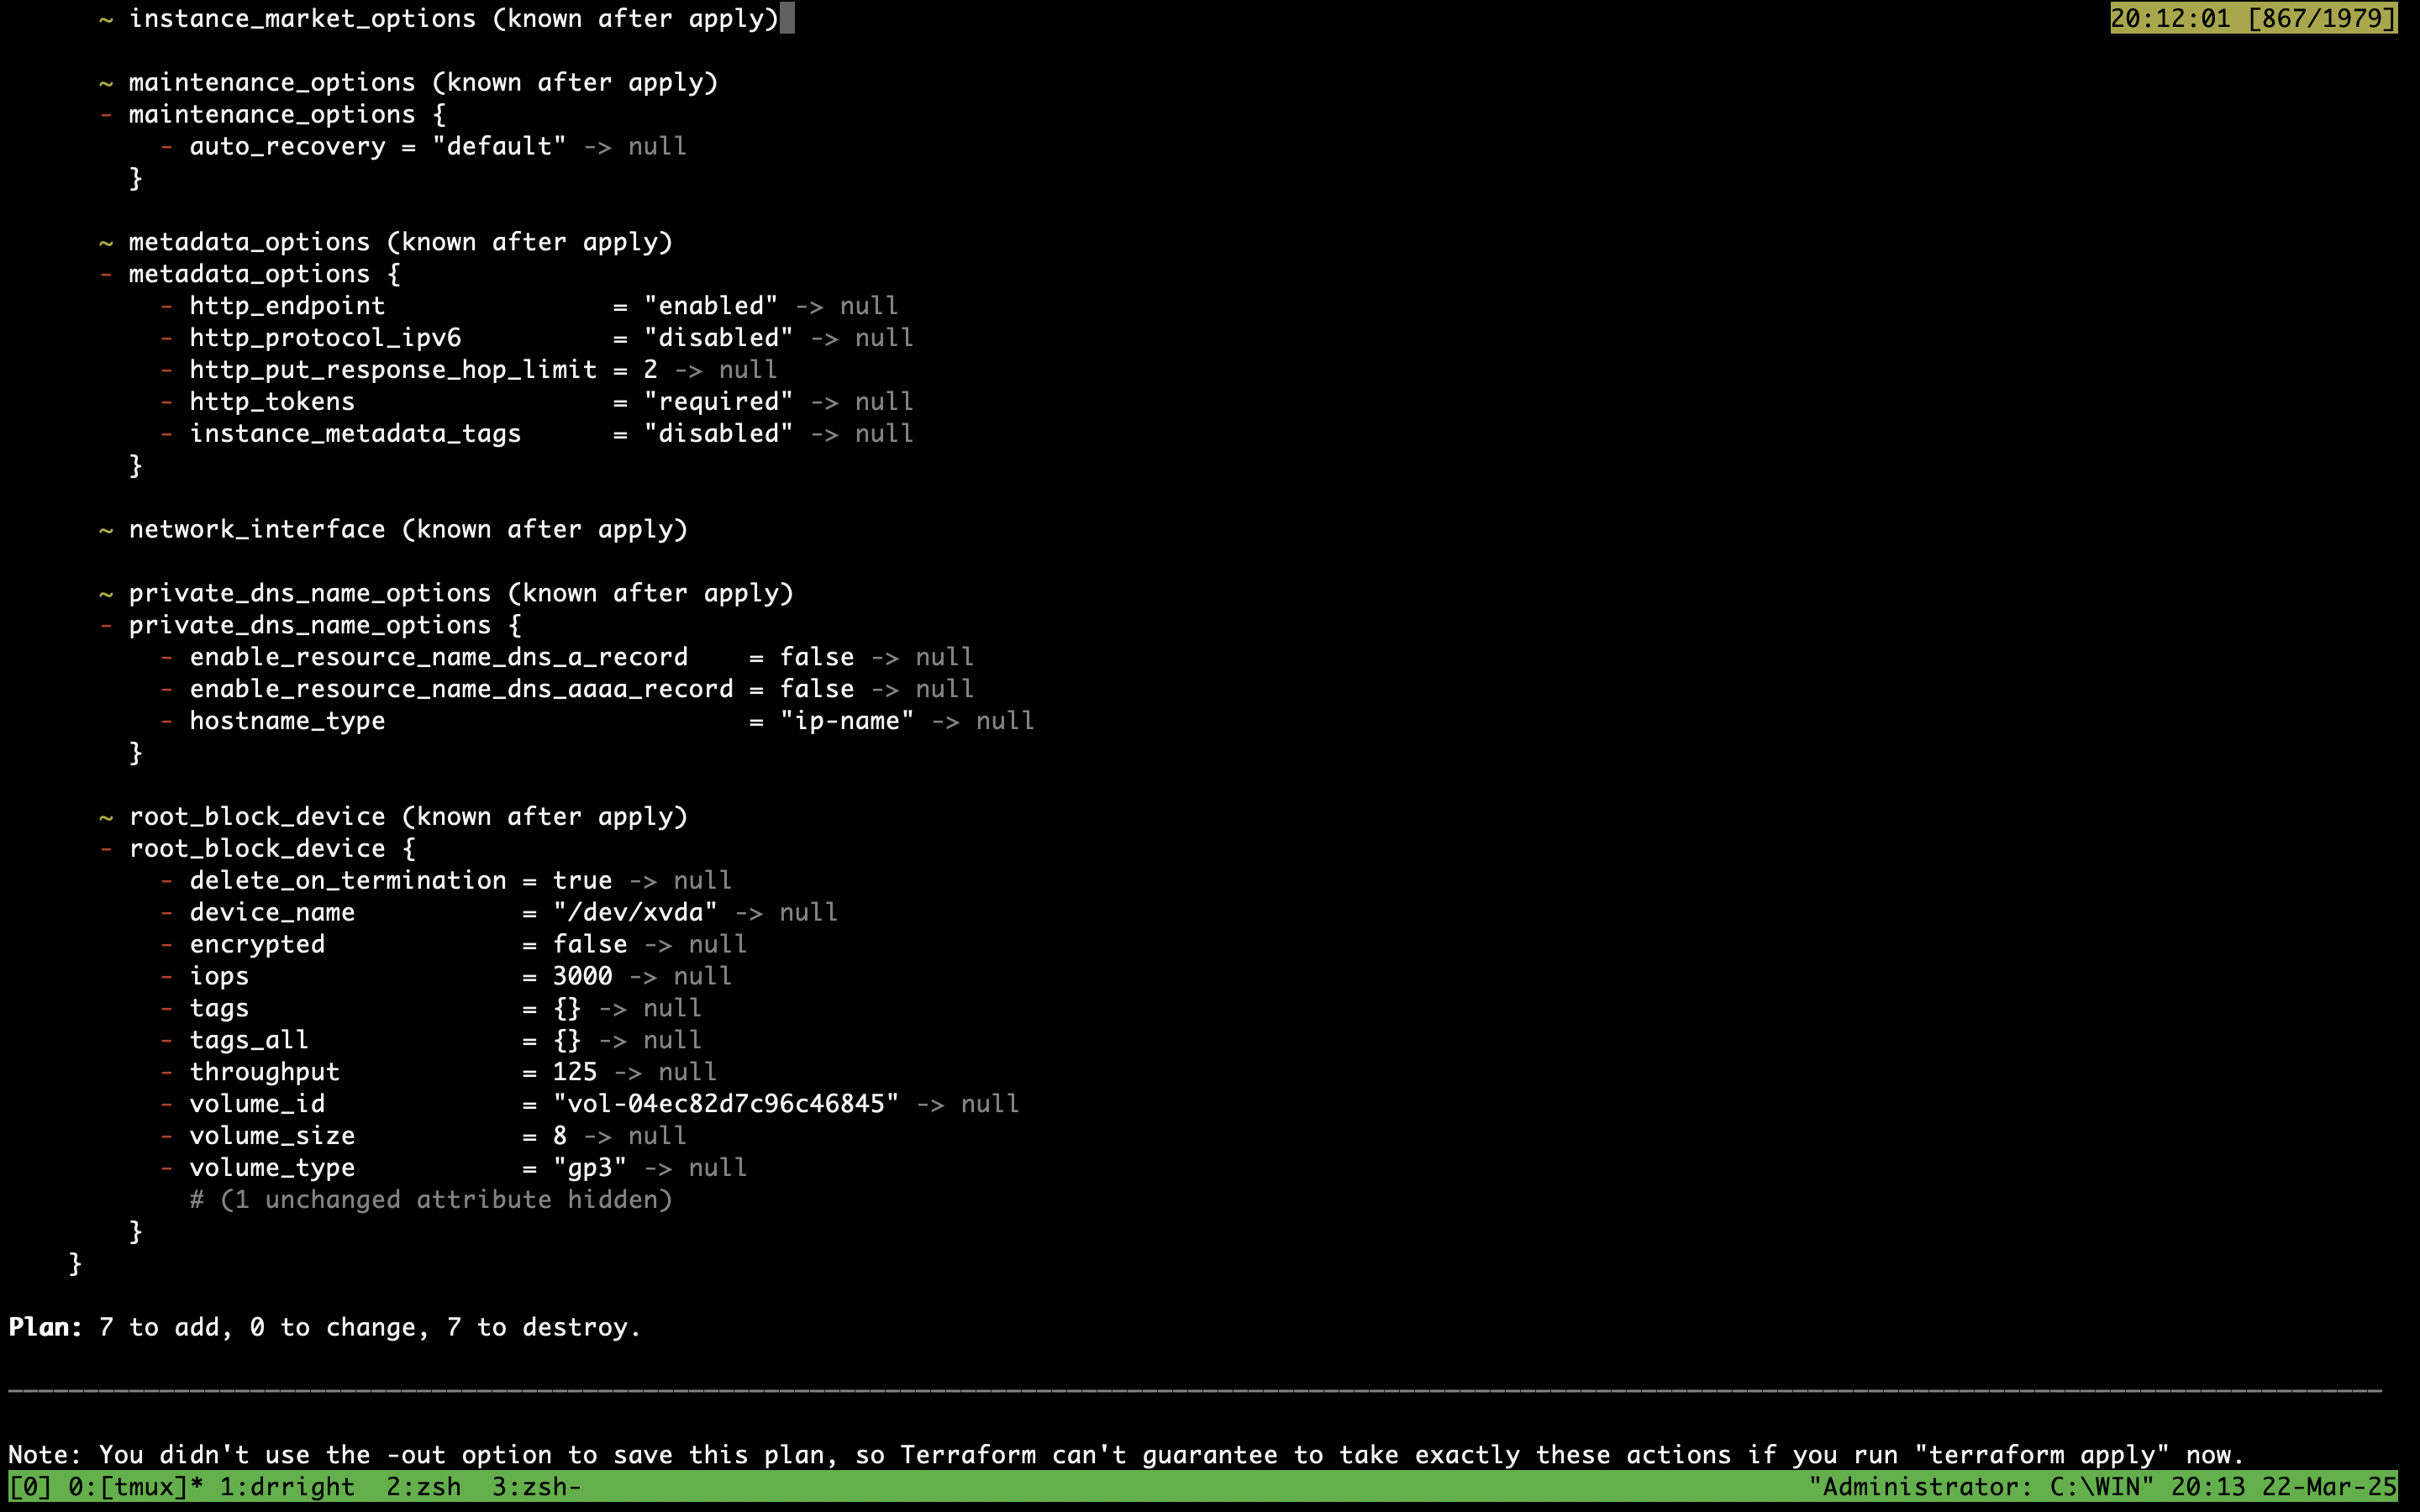 ~ instance_market_options (known after apply) 20:12:01 [867/1979]
~ maintenance_options (known after apply)
- maintenance_options {
- auto_recovery = "default" -> null
}
~ metadata_options (known after apply)
- metadata_options {
- http_endpoint               = "enabled" -> null
- http_protocol_ipv6          = "disabled" -> null
- http_put_response_hop_limit = 2 -> null
- http_tokens                 = "required" -> null
- instance_metadata_tags      = "disabled" -> null
}
~ network_interface (known after apply)
~ private_dns_name_options (known after apply)
- private_dns_name_options {
- enable_resource_name_dns_a_record    = false -> null
- enable_resource_name_dns_aaaa_record = false -> null
- hostname_type                        = "ip-name" -> null
}
~ root_block_device (known after apply)
- root_block_device {
- delete_on_termination = true -> null
- device_name           = "/dev/xvda" -> null
- encrypted             = false -> null
- iops                  = 3000 -> null
- tags                  = {} -> null
- tags_all              = {} -> null
- throughput            = 125 -> null
- volume_id             = "vol-04ec82d7c96c46845" -> null
- volume_size           = 8 -> null
- volume_type           = "gp3" -> null
# (1 unchanged attribute hidden)
}
}
Plan: 7 to add, 0 to change, 7 to destroy.
Note: You didn't use the -out option to save this plan, so Terraform can't guarantee to take exactly these actions if you run "terraform apply" now.
[0] 0:[tmux]* 1:drright  2:zsh  3:zsh- "Administrator: C:\WIN" 20:13 22-Mar-25